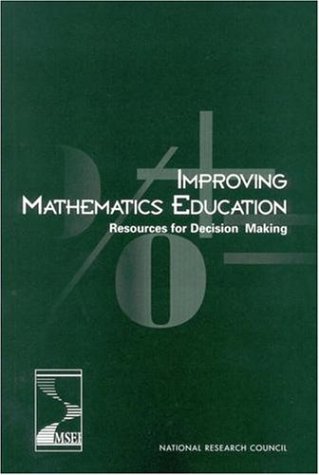 IMPROVING
MATHEMATICS EDUCATION
Resources for Decision Making
MSEB
NATIONAL RESEARCH COUNCIL